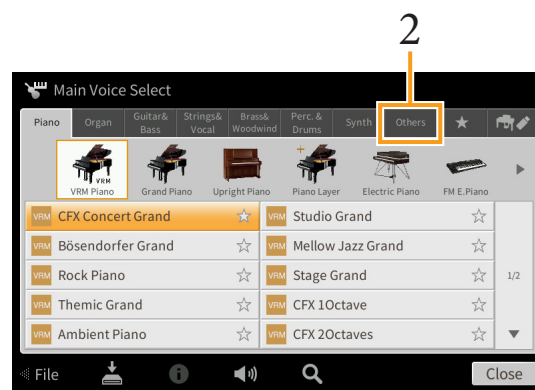 2
Main Voice Select
Piano Organ Guitar& Bass Strings& Vocal Brass& Woodwind Perc. & Drums Synth Others
VRM
VRM Piano Grand Piano Upright Piano Piano Layer Electric Piano FM E.Piano
VRM CFX Concert Grand VRM Studio Grand
VRM Bösendorfer Grand VRM Mellow Jazz Grand
VRM Rock Piano VRM Stage Grand 1/2
VRM Themic Grand VRM CFX 1Octave
VRM Ambient Piano VRM CFX 2Octaves
File Close